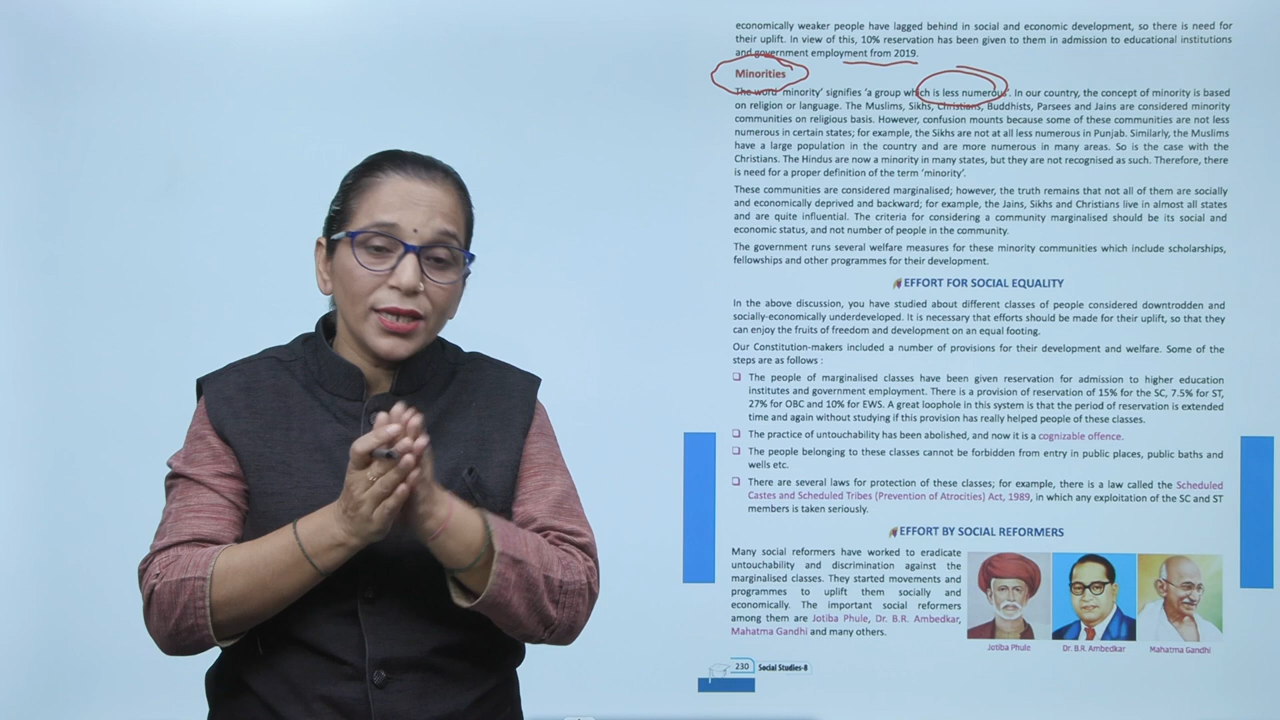 economically weaker people have lagged behind in social and economic development, so there is need for
their uplift. In view of this, 10% reservation has been given to them in admission to educational institutions
and government employment from 2019.
Minorities
The word 'minority' signifies 'a group which is less numerous'. In our country, the concept of minority is based
on religion or language. The Muslims, Sikhs, Christians, Buddhists, Parsees and Jains are considered minority
communities on religious basis. However, confusion mounts because some of these communities are not less
numerous in certain states; for example, the Sikhs are not at all less numerous in Punjab. Similarly, the Muslims
have a large population in the country and are more numerous in many areas. So is the case with the
Christians. The Hindus are now a minority in many states, but they are not recognised as such. Therefore, there
is need for a proper definition of the term 'minority'.
These communities are considered marginalised; however, the truth remains that not all of them are socially
and economically deprived and backward; for example, the Jains, Sikhs and Christians live in almost all states
and are quite influential. The criteria for considering a community marginalised should be its social and
economic status, and not number of people in the community.
The government runs several welfare measures for these minority communities which include scholarships,
fellowships and other programmes for their development.
EFFORT FOR SOCIAL EQUALITY
In the above discussion, you have studied about different classes of people considered downtrodden and
socially-economically underdeveloped. It is necessary that efforts should be made for their uplift, so that they
can enjoy the fruits of freedom and development on an equal footing.
Our Constitution-makers included a number of provisions for their development and welfare. Some of the
steps are as follows :
❑ The people of marginalised classes have been given reservation for admission to higher education
institutes and government employment. There is a provision of reservation of 15% for the SC, 7.5% for ST,
27% for OBC and 10% for EWS. A great loophole in this system is that the period of reservation is extended
time and again without studying if this provision has really helped people of these classes.
❑ The practice of untouchability has been abolished, and now it is a cognizable offence.
❑ The people belonging to these classes cannot be forbidden from entry in public places, public baths and
wells etc.
❑ There are several laws for protection of these classes; for example, there is a law called the Scheduled
Castes and Scheduled Tribes (Prevention of Atrocities) Act, 1989, in which any exploitation of the SC and ST
members is taken seriously.
EFFORT BY SOCIAL REFORMERS
Many social reformers have worked to eradicate
untouchability and discrimination against the
marginalised classes. They started movements and
programmes to uplift them socially and
economically. The important social reformers
among them are Jotiba Phule, Dr. B.R. Ambedkar,
Mahatma Gandhi and many others.
Jotiba Phule
Dr. B.R. Ambedkar
Mahatma Gandhi
230 Social Studies-8